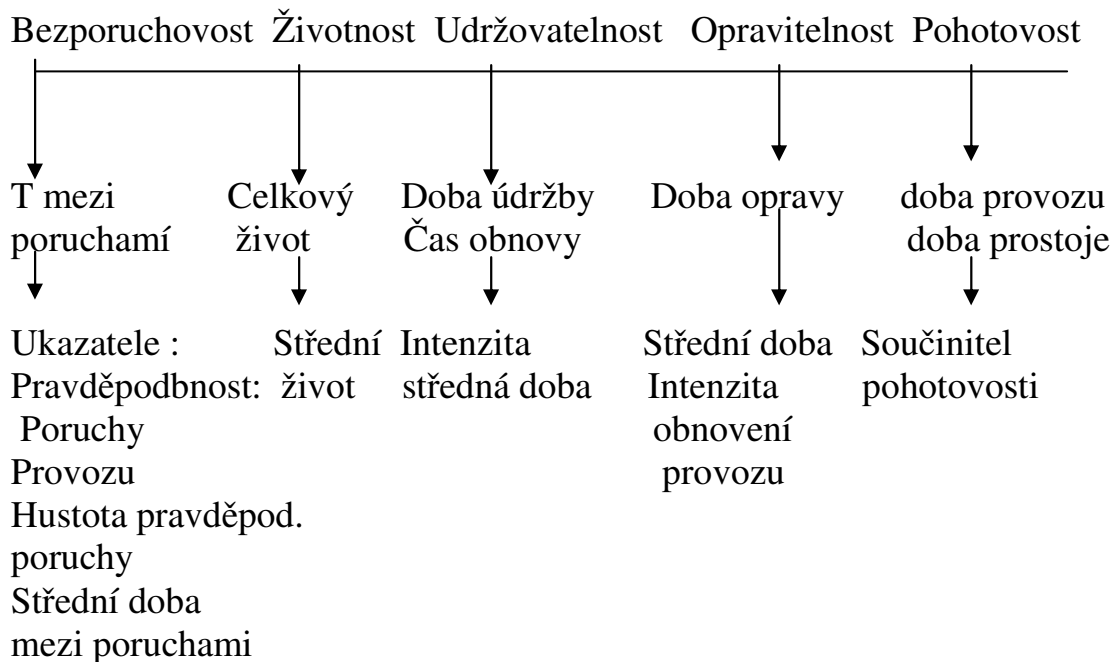 Bezporuchovost Životnost Udržovatelnost Opravitelnost Pohotovost
T mezi Celkový Doba údržby Doba opravy doba provozu
poruchamí život Čas obnovy doba prostoje
Ukazatele : Střední Intenzita Střední doba Součinitel
Pravděpodbnost: život středná doba Intenzita pohotovosti
Poruchy obnovení
Provozu provozu
Hustota pravděpod.
poruchy
Střední doba
mezi poruchami